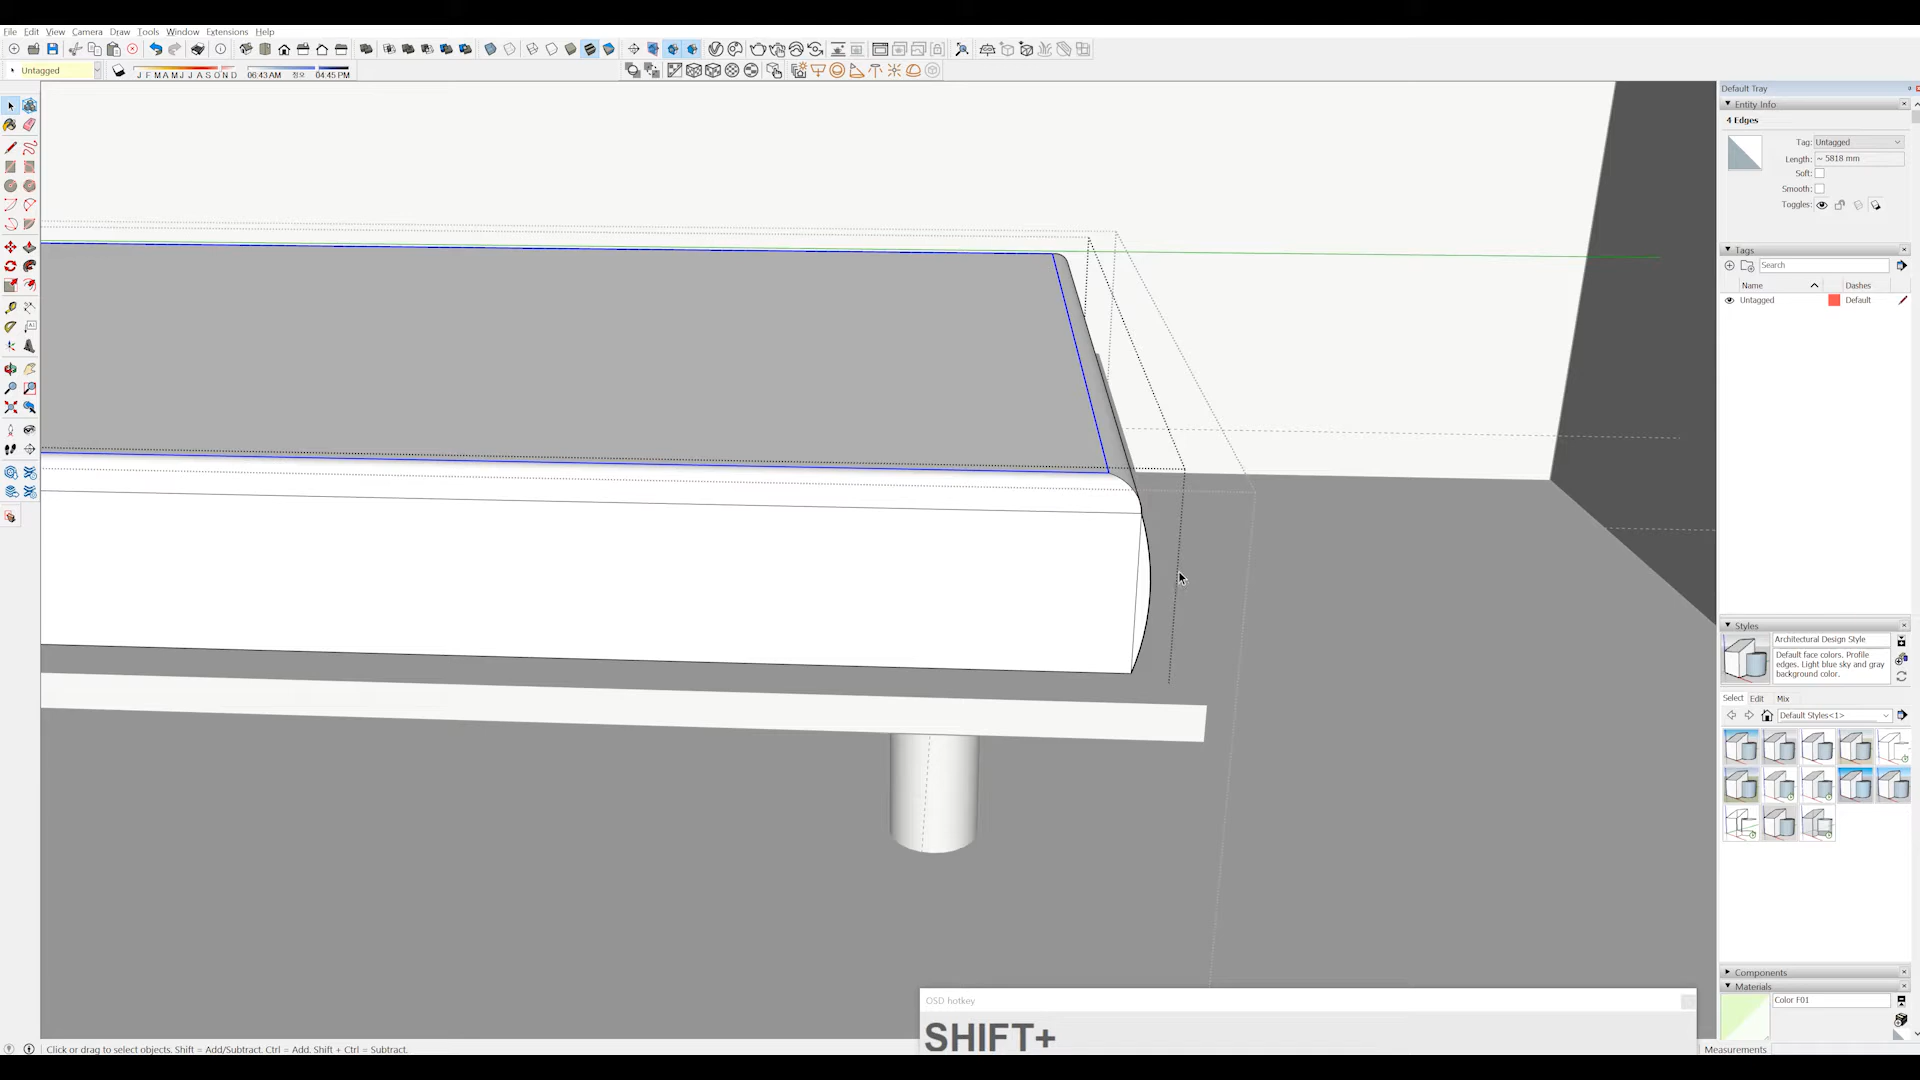 File Edit View Camera Draw Tools Window Extensions Help
Untagged
J F M A M J J A S O N D 06:43 AM 정오 04:45 PM
Default Tray
Entity Info
4 Edges
Tag: Untagged
Length: ~ 5818 mm
Soft:
Smooth:
Toggles:
Tags
Search
Name Dashes
Untagged Default
Styles
Architectural Design Style
Default face colors. Profile
edges. Light blue sky and gray
background color.
Select Edit Mix
Default Styles<1>
Components
Materials
Color F01
OSD hotkey
SHIFT+
Click or drag to select objects. Shift = Add/Subtract. Ctrl = Add. Shift + Ctrl = Subtract.
Measurements